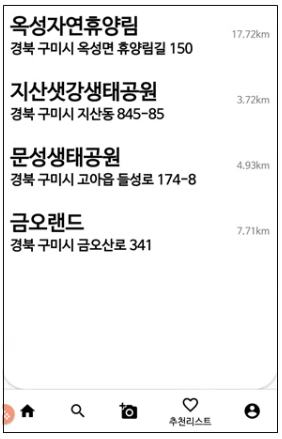 옥성자연휴양림
17.72km
경북 구미시 옥성면 휴양림길 150
지산샛강생태공원
3.72km
경북 구미시 지산동 845-85
문성생태공원
4.93km
경북 구미시 고아읍 들성로 174-8
금오랜드
7.71km
경북 구미시 금오산로 341
추천리스트